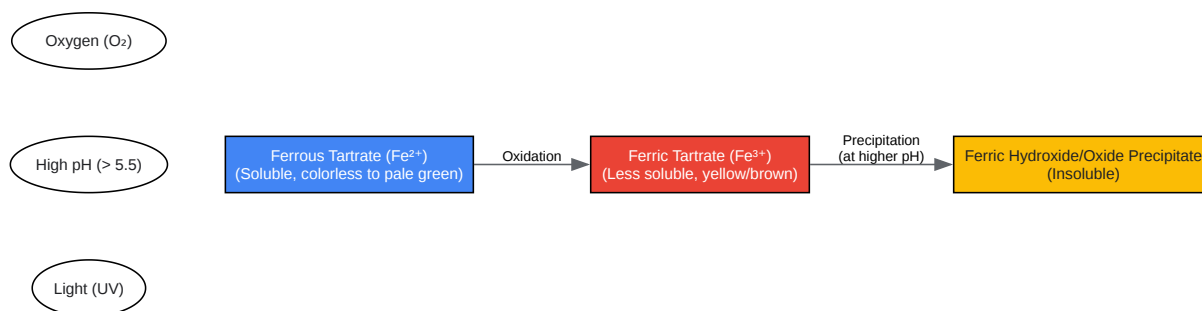 Oxygen (O₂)
High pH (> 5.5)
Ferrous Tartrate (Fe²⁺)
(Soluble, colorless to pale green)
Oxidation
Ferric Tartrate (Fe³⁺)
(Less soluble, yellow/brown)
Precipitation
(at higher pH)
Ferric Hydroxide/Oxide Precipitate
(Insoluble)
Light (UV)